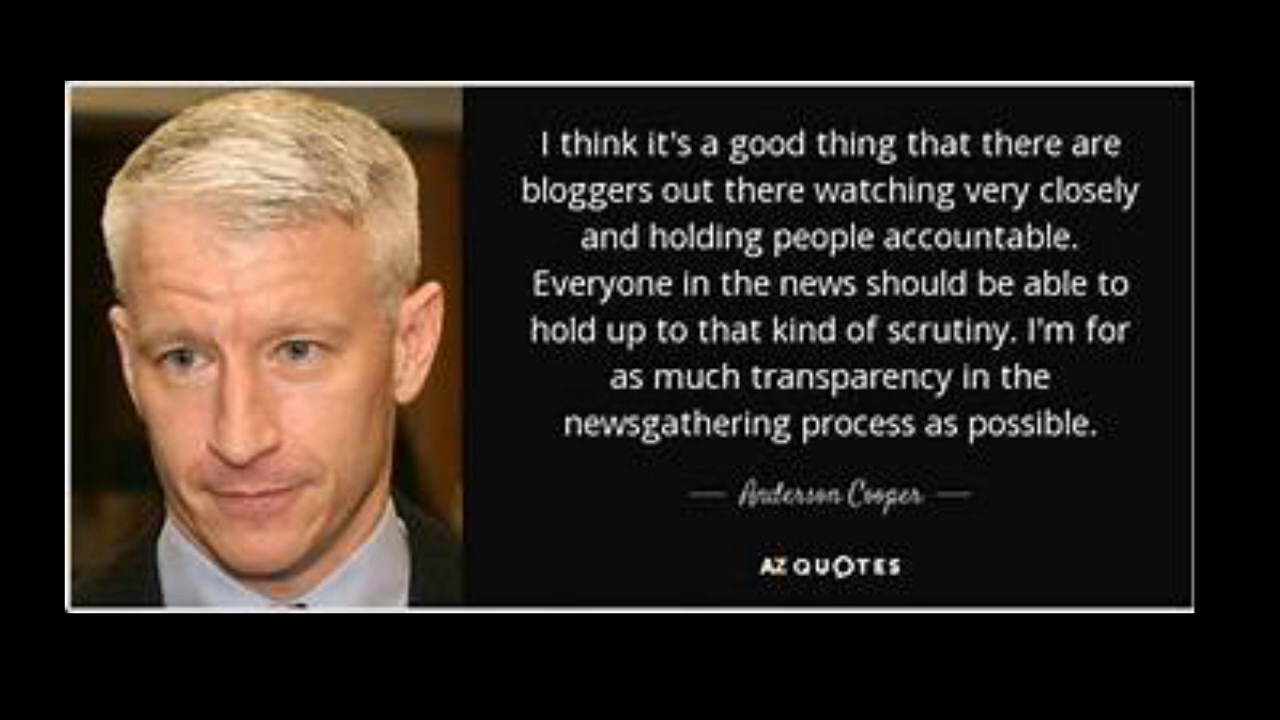 I think it's a good thing that there are
bloggers out there watching very closely
and holding people accountable.
Everyone in the news should be able to
hold up to that kind of scrutiny. I'm for
as much transparency in the
newsgathering process as possible.
— Anderson Cooper —
AZ QUOTES